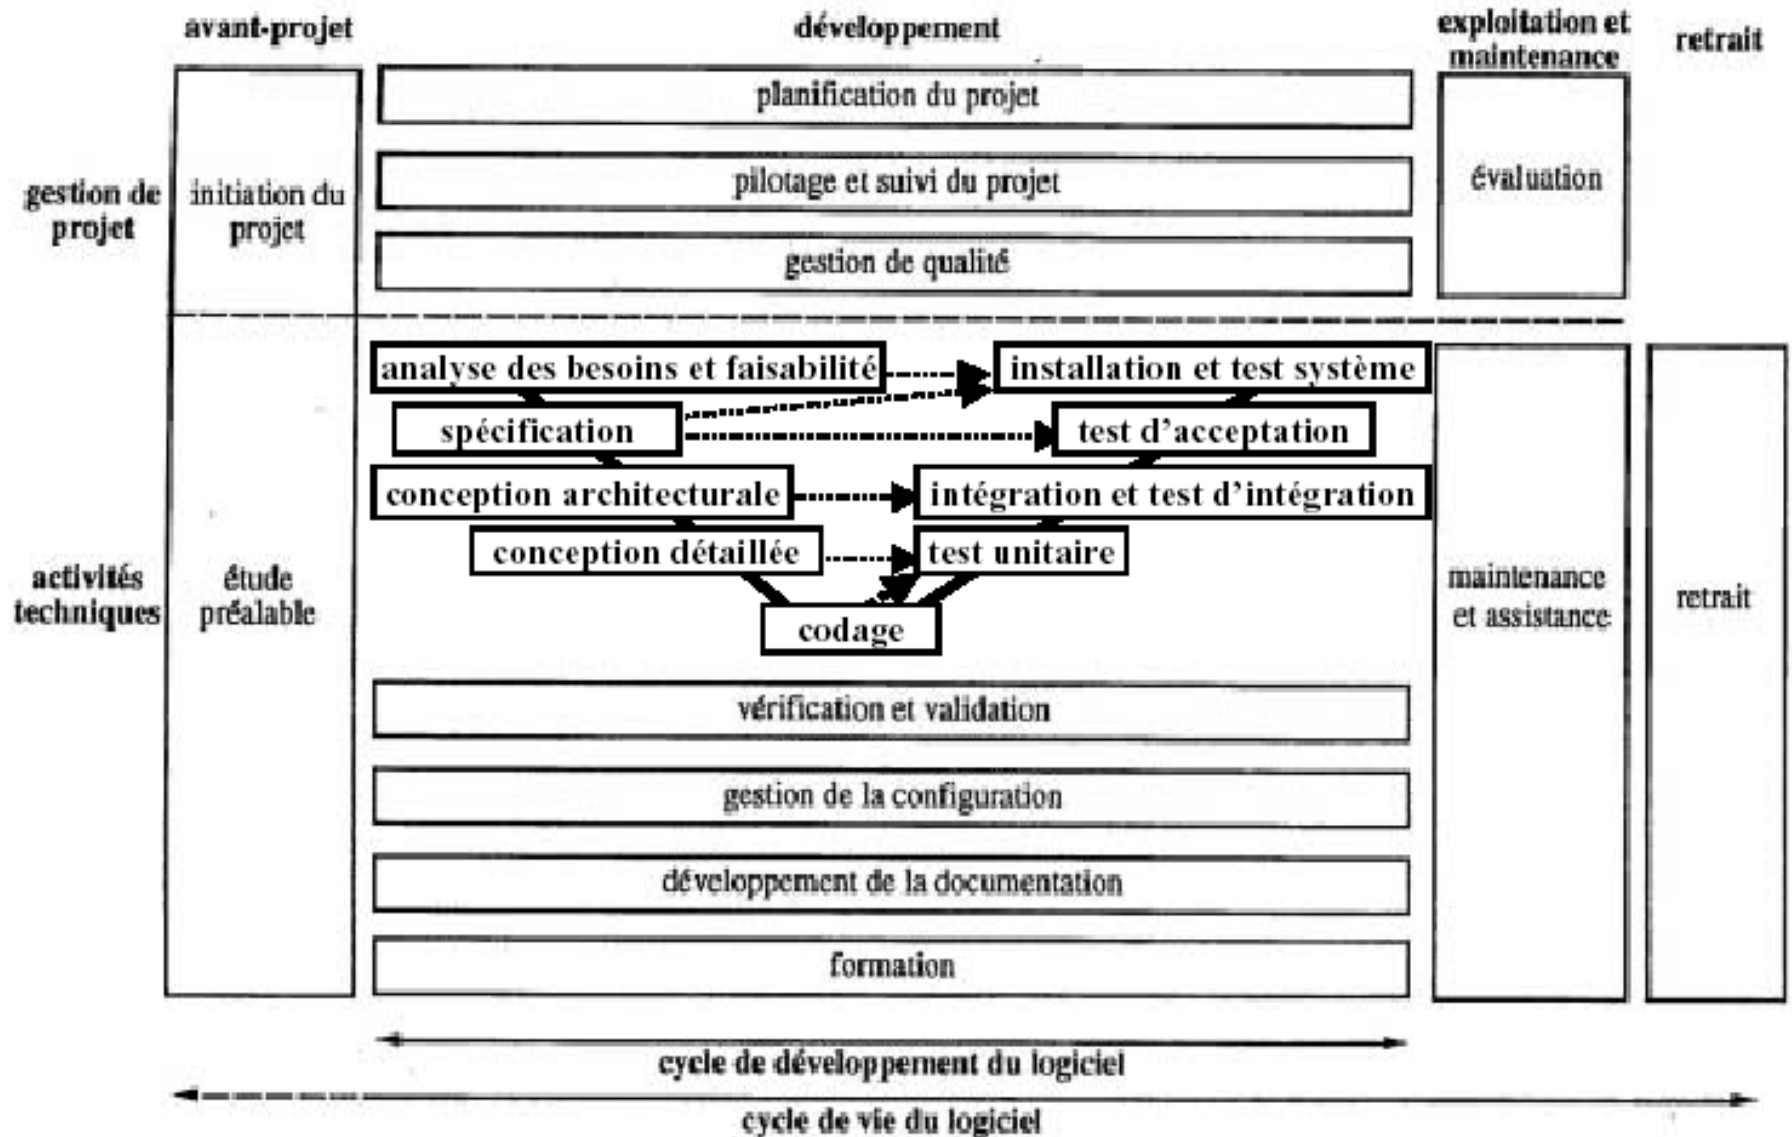 avant-projet
développement
exploitation et
maintenance
retrait
planification du projet
pilotage et suivi du projet
gestion de qualité
gestion de
projet
initiation du
projet
évaluation
analyse des besoins et faisabilité
installation et test système
spécification
test d'acceptation
conception architecturale
intégration et test d'intégration
conception détaillée
test unitaire
codage
activités
techniques
étude
préalable
maintenance
et assistance
retrait
vérification et validation
gestion de la configuration
développement de la documentation
formation
cycle de développement du logiciel
cycle de vie du logiciel